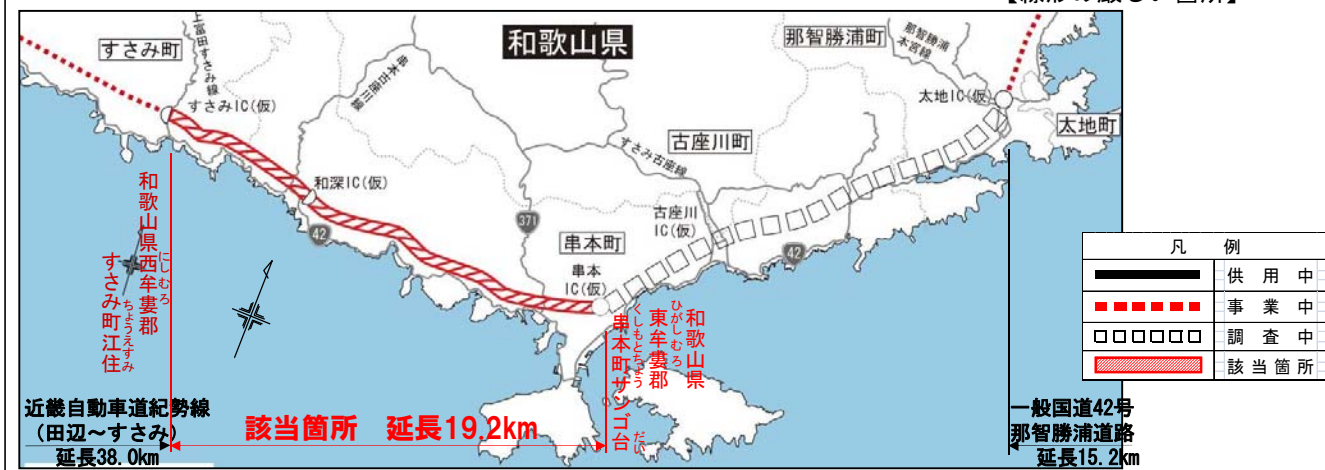 【線形の厳しい箇所】
和歌山県
すさみ町
上富田すさみ線
すさみIC(仮)
串本古座川線
和深IC(仮)
42
371
那智勝浦町
那智勝浦本宮線
太地IC(仮)
太地町
古座川町
すさみ古座線
古座川
IC(仮)
42
串本町
串本
IC(仮)
和歌山県西牟婁郡
にしむろ
すさみ町江住
ちょうえすみ
和歌山県
東牟婁郡
ひがしむろ
串本町サンゴ台
くしもとちょう
だい
近畿自動車道紀勢線
(田辺~すさみ)
延長38.0km
該当箇所 延長19.2km
一般国道42号
那智勝浦道路
延長15.2km
凡 例
供用中
事業中
調査中
該当箇所